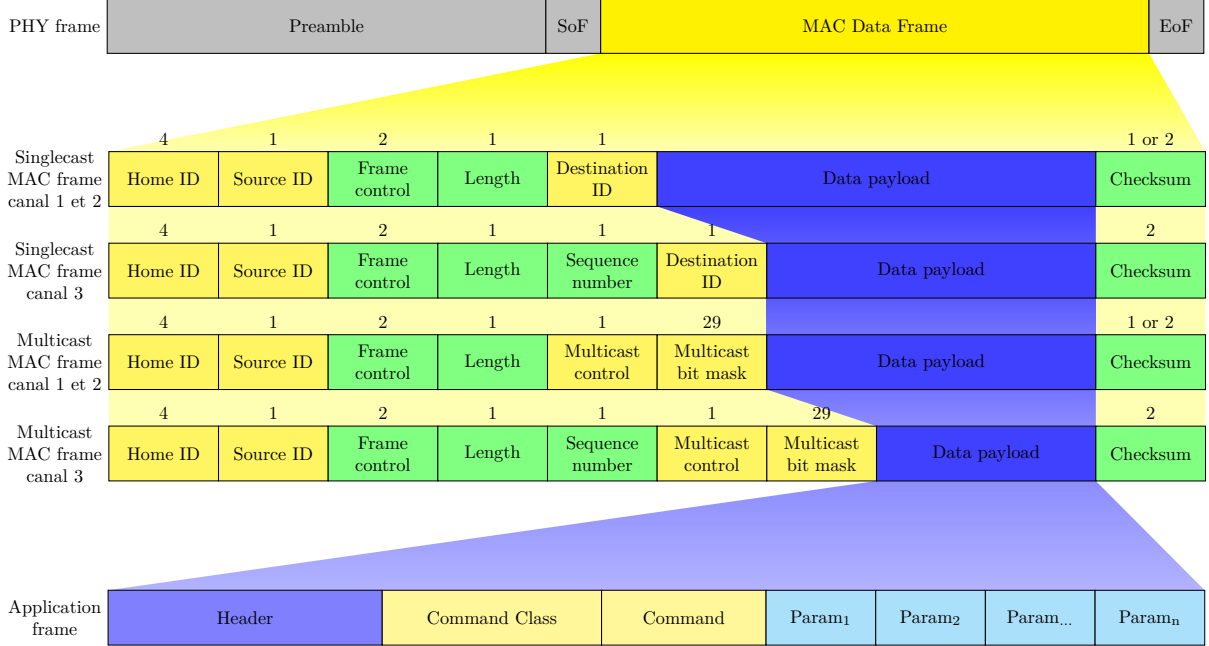 PHY frame Preamble SoF MAC Data Frame EoF
4 1 2 1 1 1 or 2
Singlecast
MAC frame
canal 1 et 2
Home ID Source ID Frame
control Length Destination
ID Data payload Checksum
4 1 2 1 1 1 2
Singlecast
MAC frame
canal 3
Home ID Source ID Frame
control Length Sequence
number Destination
ID Data payload Checksum
4 1 2 1 1 29 1 or 2
Multicast
MAC frame
canal 1 et 2
Home ID Source ID Frame
control Length Multicast
control Multicast
bit mask Data payload Checksum
4 1 2 1 1 1 29 2
Multicast
MAC frame
canal 3
Home ID Source ID Frame
control Length Sequence
number Multicast
control Multicast
bit mask Data payload Checksum
Application
frame
Header Command Class Command Param₁ Param₂ Param... Paramₙ